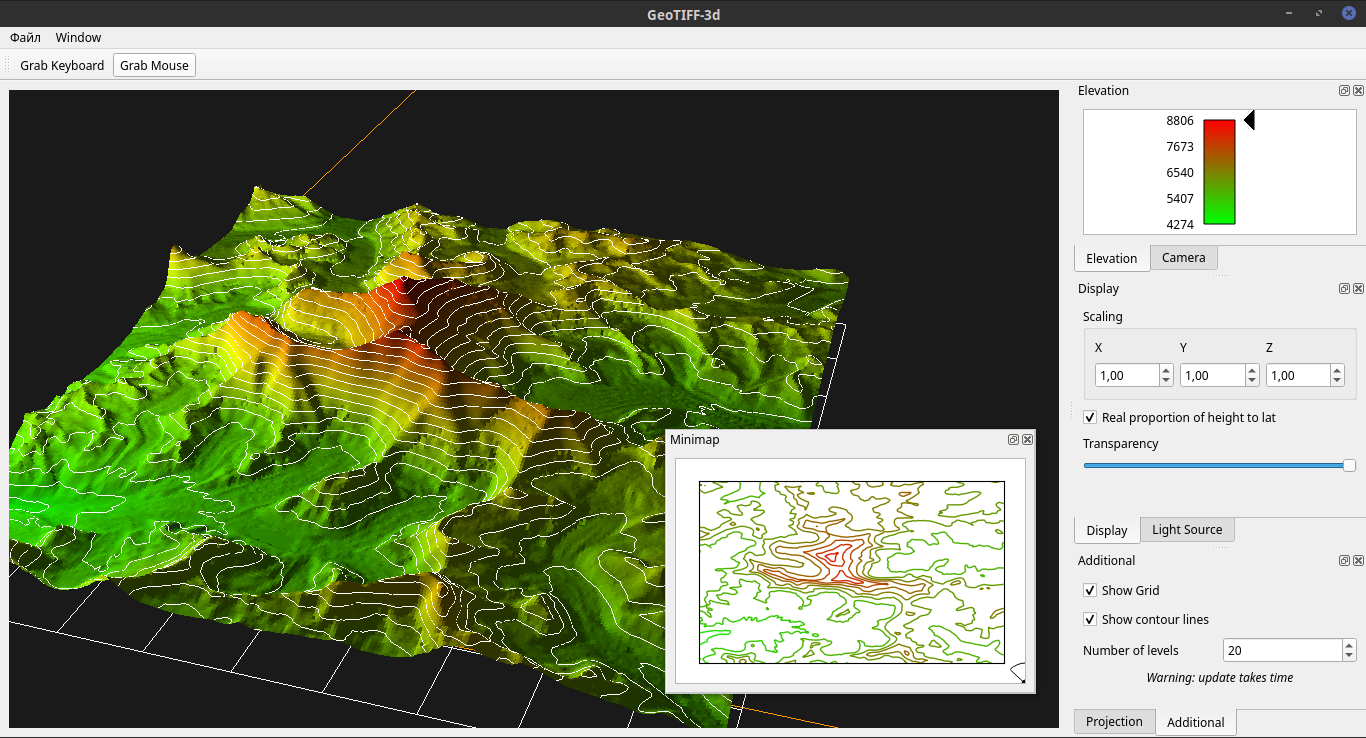 GeoTIFF-3d
Файл Window
Grab Keyboard Grab Mouse
Elevation
8806
7673
6540
5407
4274
Elevation Camera
Display
Scaling
X Y Z
1,00 1,00 1,00
Real proportion of height to lat
Transparency
Minimap
Display Light Source
Additional
Show Grid
Show contour lines
Number of levels 20
Warning: update takes time
Projection Additional